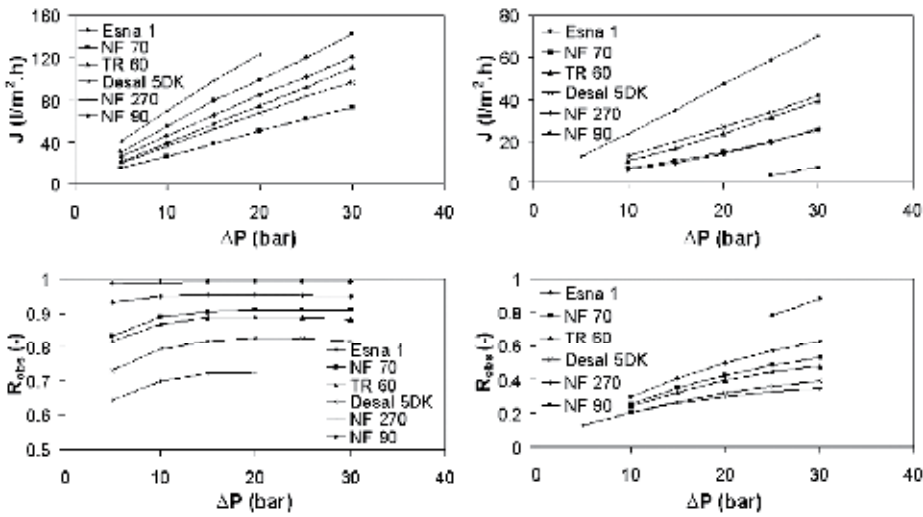 160
120
80
40
0
J (l/m².h)
Esna 1
NF 70
TR 60
Desal 5DK
NF 270
NF 90
0 10 20 30 40
ΔP (bar)
80
60
40
20
0
J (l/m².h)
Esna 1
NF 70
TR 60
Desal 5DK
NF 270
NF 90
0 10 20 30 40
ΔP (bar)
1
0.9
0.8
0.7
0.6
0.5
R obs (-)
Esna 1
NF 70
TR 60
Desal 5DK
NF 270
NF 90
0 10 20 30 40
ΔP (bar)
1
0.8
0.6
0.4
0.2
0
R obs (-)
Esna 1
NF 70
TR 60
Desal 5DK
NF 270
NF 90
0 10 20 30 40
ΔP (bar)